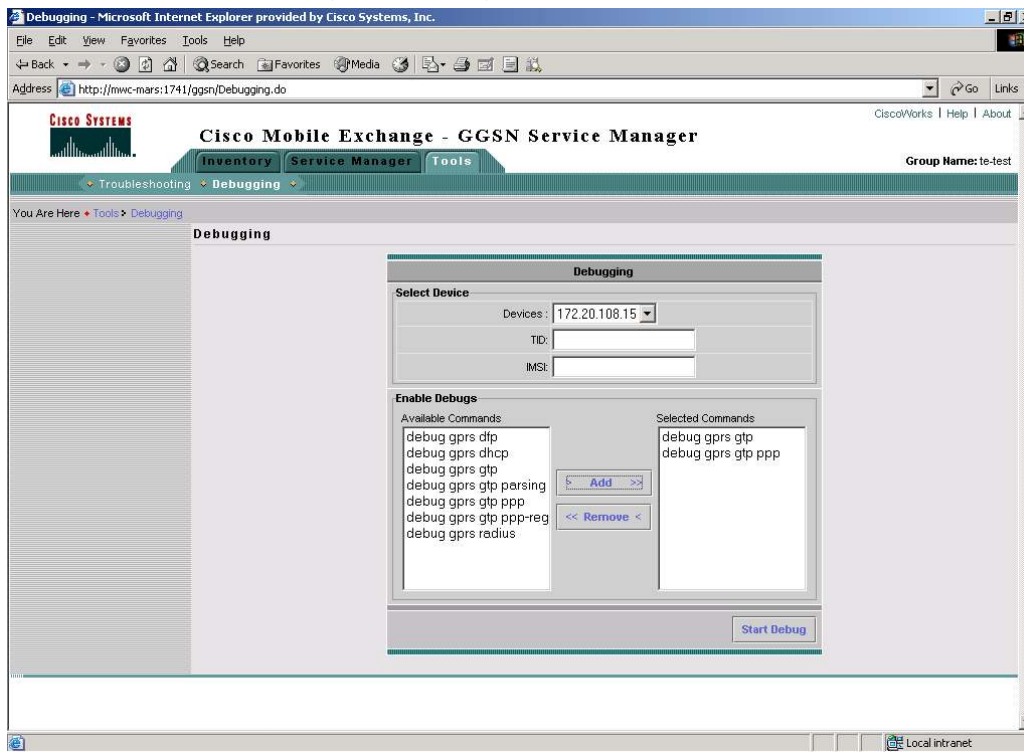 Debugging - Microsoft Internet Explorer provided by Cisco Systems, Inc.
File Edit View Favorites Tools Help
Back Search Favorites Media
Address http://mwc-mars:1741/ggsn/Debugging.do Go Links
CISCO SYSTEMS
CiscoWorks | Help | About
Cisco Mobile Exchange - GGSN Service Manager
Inventory Service Manager Tools
Group Name: te-test
Troubleshooting Debugging
You Are Here Tools > Debugging
Debugging
Debugging
Select Device
Devices : 172.20.108.15
TID:
IMSI:
Enable Debugs
Available Commands
debug gprs dfp
debug gprs dhcp
debug gprs gtp
debug gprs gtp parsing
debug gprs gtp ppp
debug gprs gtp ppp-reg
debug gprs radius
> Add >>
<< Remove <
Selected Commands
debug gprs gtp
debug gprs gtp ppp
Start Debug
Local intranet